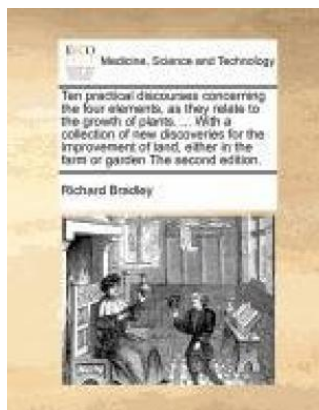 ECCO
Medicine, Science and Technology
Ten practical discourses concerning
the four elements, as they relate to
the growth of plants. ... With a
collection of new discoveries for the
improvement of land, either in the
farm or garden The second edition.
Richard Bradley